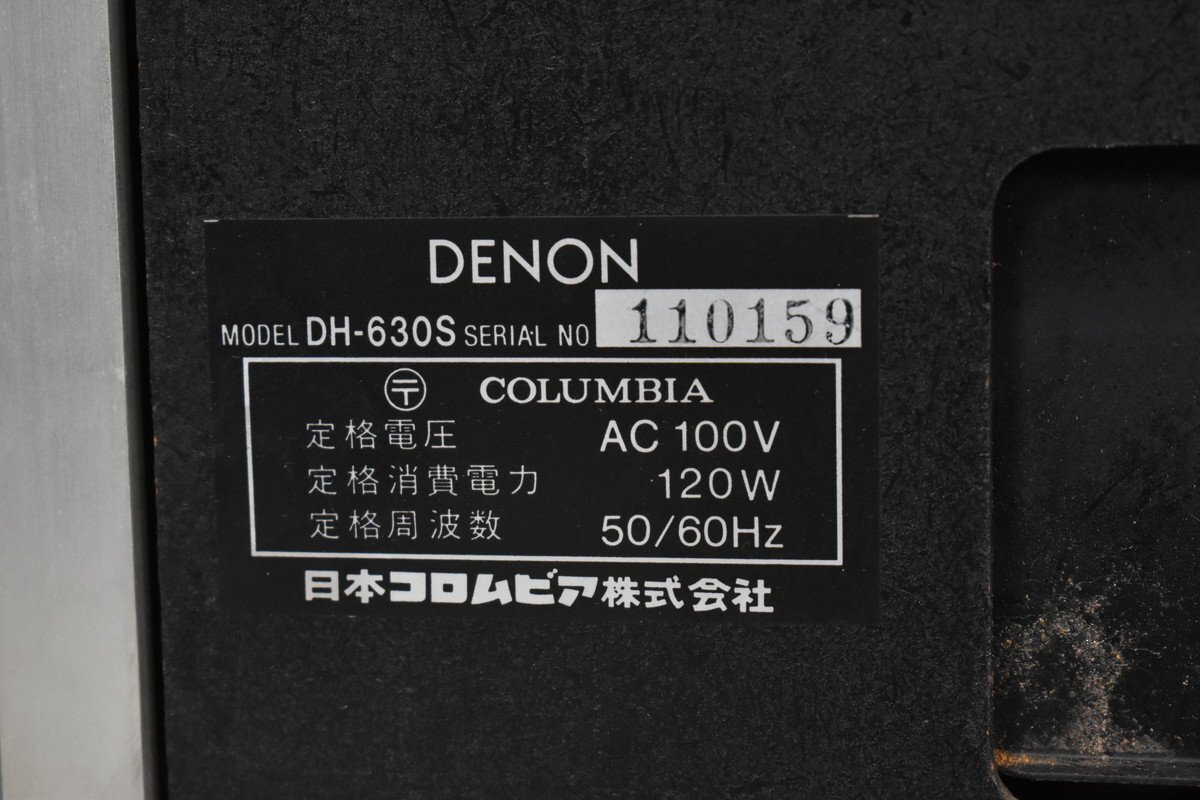 DENON
MODEL DH-630S SERIAL NO 110159
〶 COLUMBIA
定格電圧 AC 100V
定格消費電力 120W
定格周波数 50/60Hz
日本コロムビア株式会社